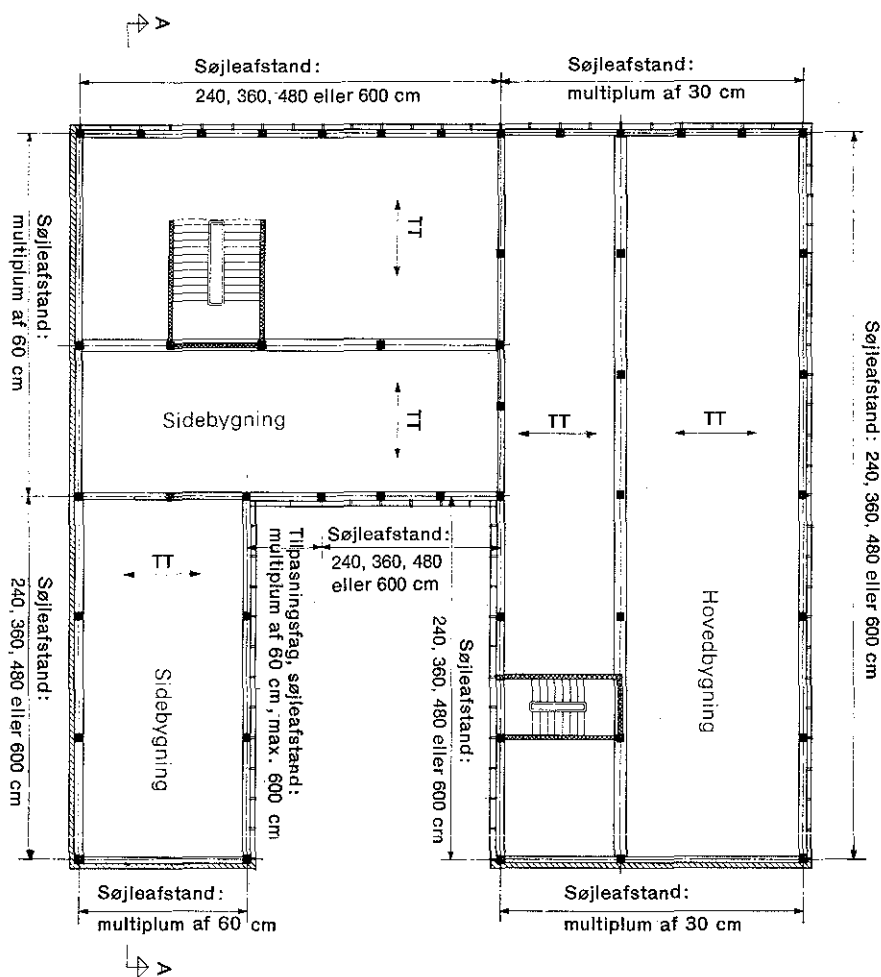 A
Søjleafstand:
240, 360, 480 eller 600 cm
Søjleafstand:
multiplum af 30 cm
Søjleafstand:
multiplum af 60 cm
TT
Sidebygning
TT
TT
TT
Søjleafstand: 240, 360, 480 eller 600 cm
Søjleafstand:
240, 360, 480
eller 600 cm
Tilpasningsfag, søjleafstand:
multiplum af 60 cm, max. 600 cm
TT
Sidebygning
Søjleafstand:
240, 360, 480 eller 600 cm
Søjleafstand:
240, 360, 480 eller 600 cm
Hovedbygning
Søjleafstand:
multiplum af 60 cm
Søjleafstand:
multiplum af 30 cm
A